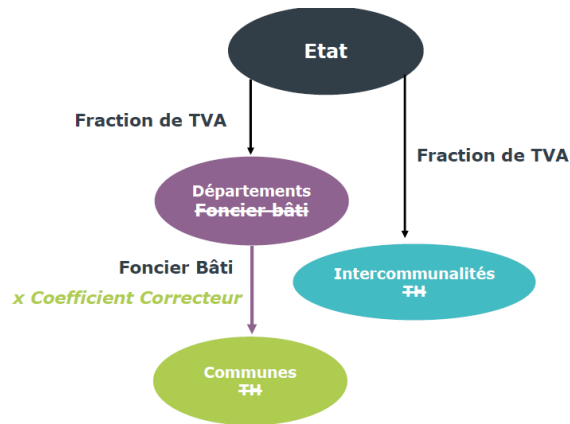 Etat
Fraction de TVA
Fraction de TVA
Départements
Foncier bâti
Foncier Bâti
x Coefficient Correcteur
Intercommunalités
TH
Communes
TH